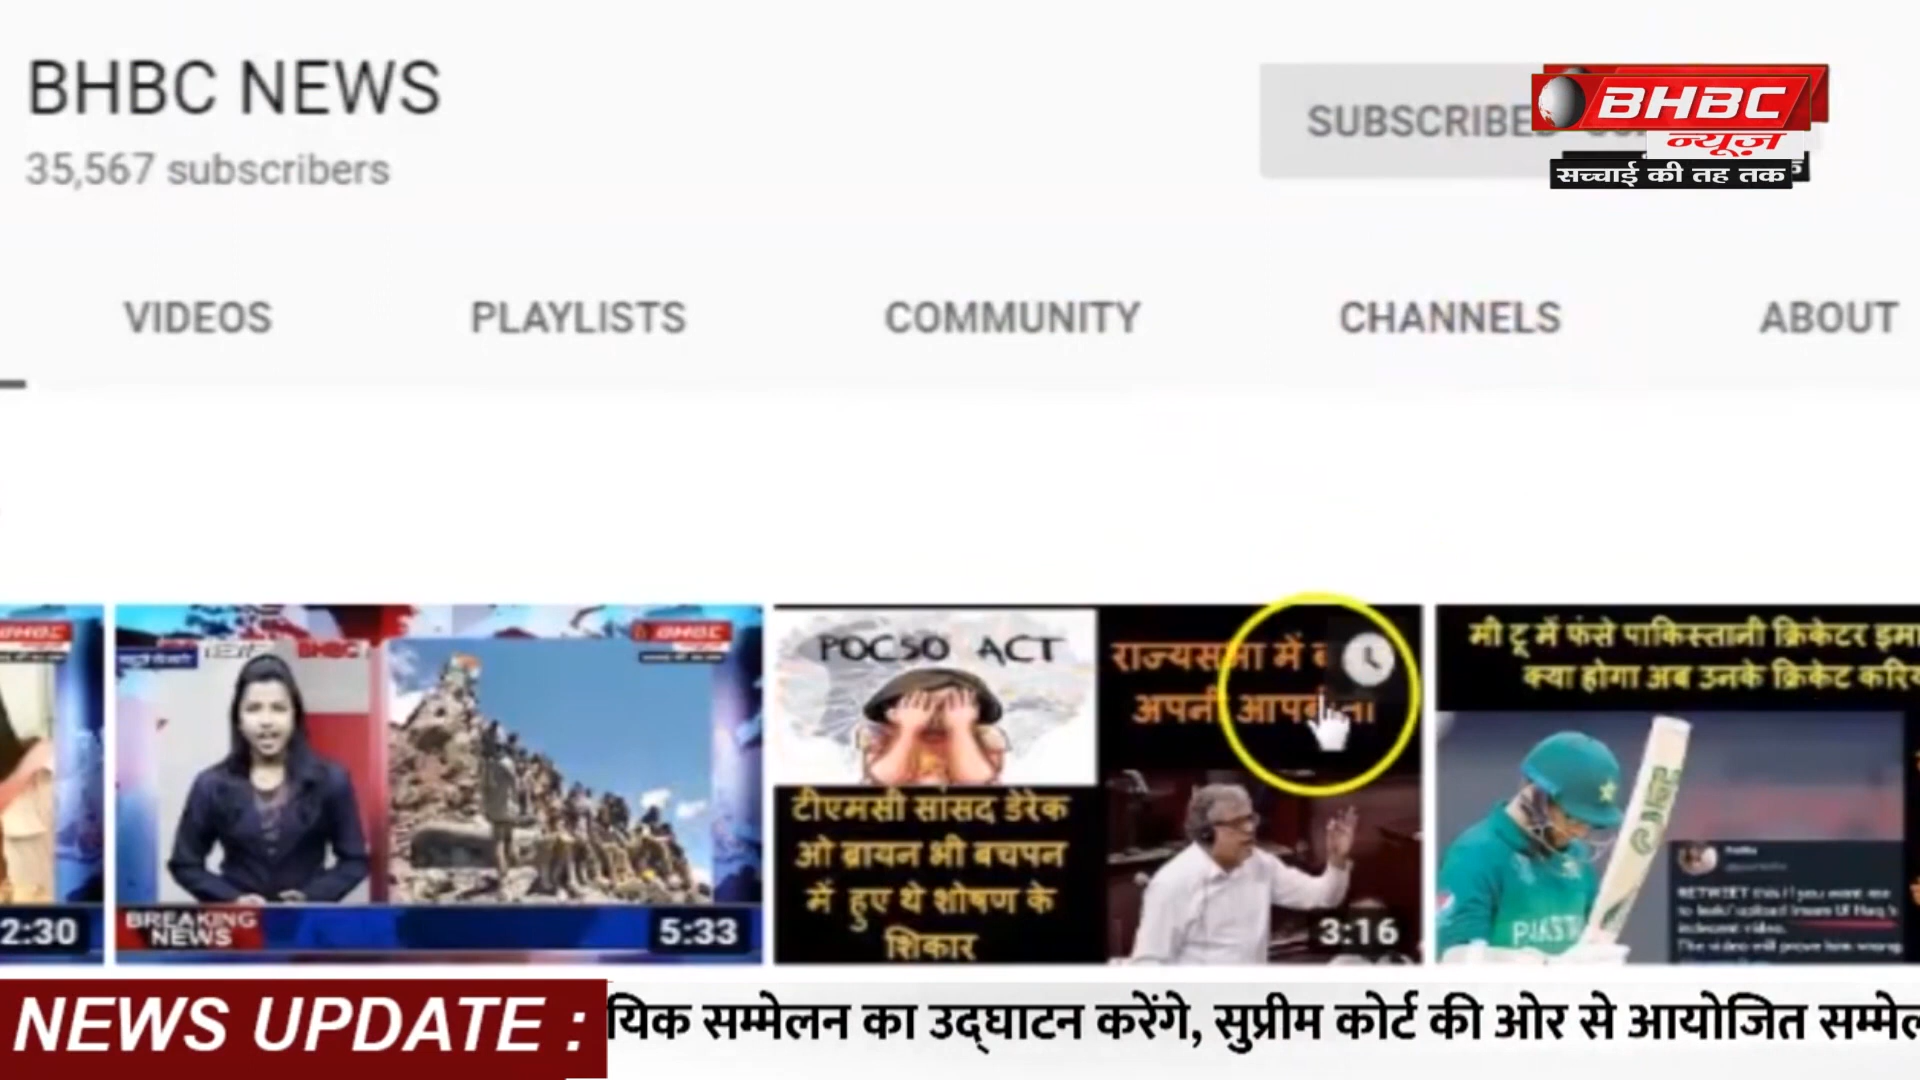 BHBC NEWS
35,567 subscribers
SUBSCRIBED
BHBC
न्यूज़
सच्चाई की तह तक
VIDEOS
PLAYLISTS
COMMUNITY
CHANNELS
ABOUT
BHBC
BREAKING
NEWS
2:30
5:33
POCSO ACT
टीएमसी सांसद डेरेक
ओ ब्रायन भी बचपन
में हुए थे शोषण के
शिकार
राज्यसभा में
अपनी
3:16
मी टू में फंसे पाकिस्तानी क्रिकेटर
क्या होगा अब उनके क्रिकेट
NEWS UPDATE :
यिक सम्मेलन का उद्घाटन करेंगे, सुप्रीम कोर्ट की ओर से आयोजित